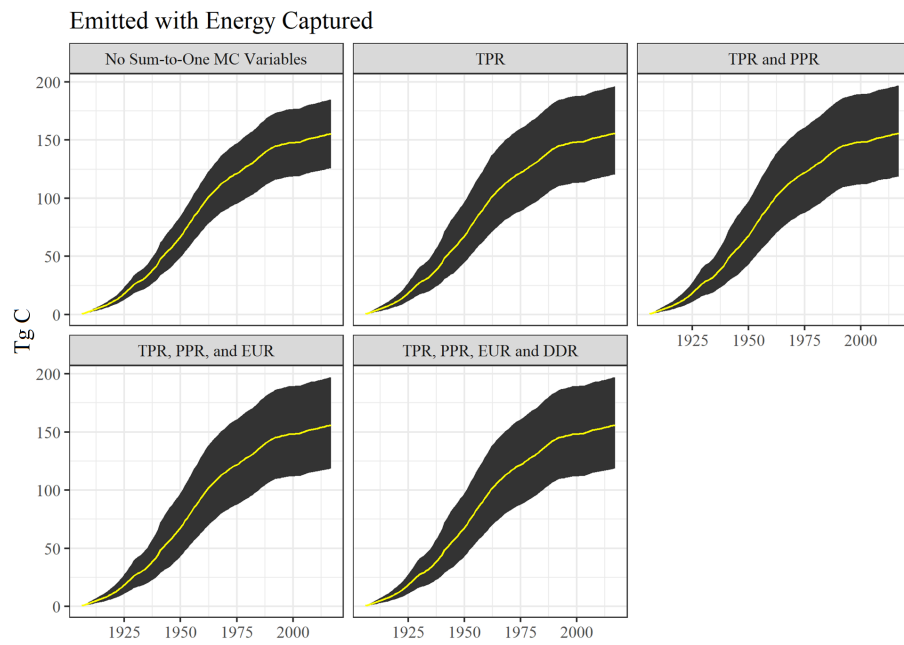 Emitted with Energy Captured
No Sum-to-One MC Variables
TPR
TPR and PPR
200
150
100
50
0
1925 1950 1975 2000
Tg C
TPR, PPR, and EUR
TPR, PPR, EUR and DDR
200
150
100
50
0
1925 1950 1975 2000
1925 1950 1975 2000